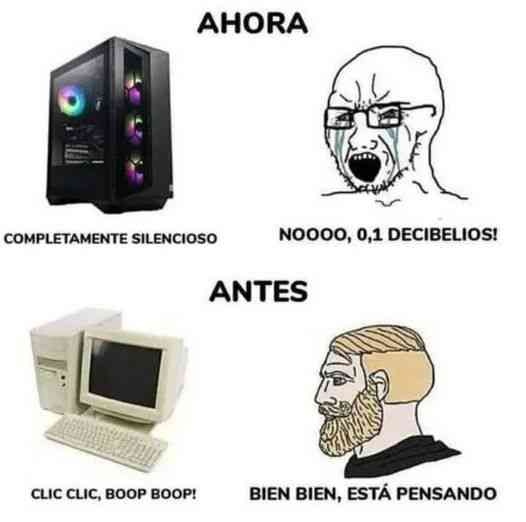 AHORA
COMPLETAMENTE SILENCIOSO
NOOOO, 0,1 DECIBELIOS!
ANTES
CLIC CLIC, BOOP BOOP!
BIEN BIEN, ESTÁ PENSANDO